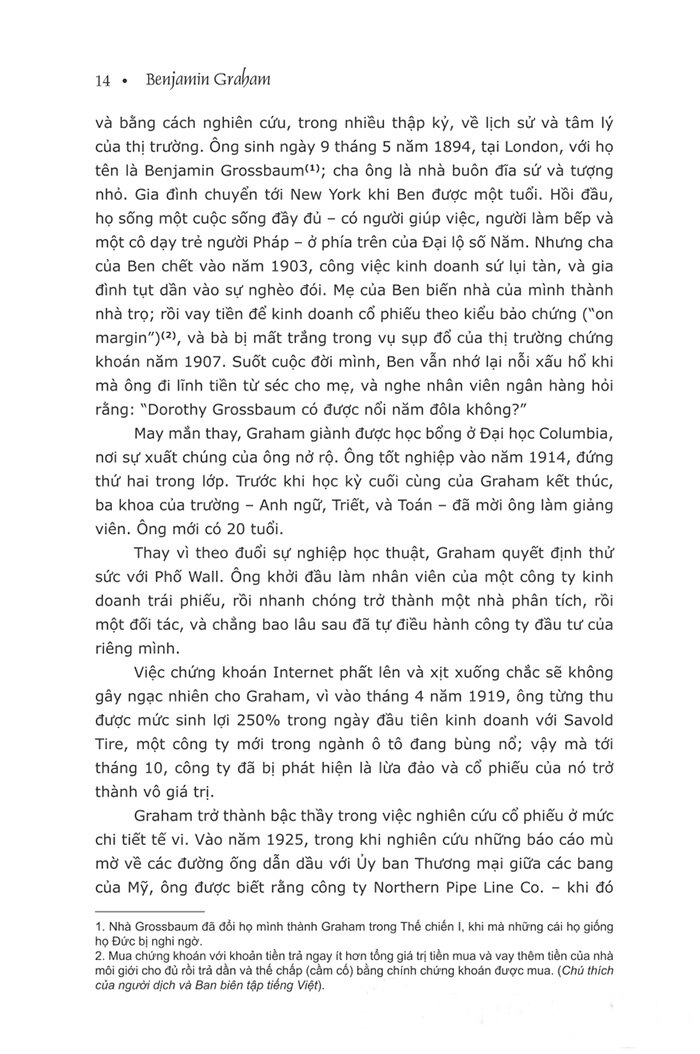 14 • Benjamin Graham
và bằng cách nghiên cứu, trong nhiều thập kỷ, về lịch sử và tâm lý
của thị trường. Ông sinh ngày 9 tháng 5 năm 1894, tại London, với họ
tên là Benjamin Grossbaum(1); cha ông là nhà buôn đĩa sứ và tượng
nhỏ. Gia đình chuyển tới New York khi Ben được một tuổi. Hồi đầu,
họ sống một cuộc sống đầy đủ – có người giúp việc, người làm bếp và
một cô dạy trẻ người Pháp – ở phía trên của Đại lộ số Năm. Nhưng cha
của Ben chết vào năm 1903, công việc kinh doanh sứ lụi tàn, và gia
đình tụt dần vào sự nghèo đói. Mẹ của Ben biến nhà của mình thành
nhà trọ; rồi vay tiền để kinh doanh cổ phiếu theo kiểu bảo chứng (“on
margin”)(2), và bà bị mất trắng trong vụ sụp đổ của thị trường chứng
khoán năm 1907. Suốt cuộc đời mình, Ben vẫn nhớ lại nỗi xấu hổ khi
mà ông đi lĩnh tiền từ séc cho mẹ, và nghe nhân viên ngân hàng hỏi
rằng: “Dorothy Grossbaum có được nổi năm đôla không?”
May mắn thay, Graham giành được học bổng ở Đại học Columbia,
nơi sự xuất chúng của ông nở rộ. Ông tốt nghiệp vào năm 1914, đứng
thứ hai trong lớp. Trước khi học kỳ cuối cùng của Graham kết thúc,
ba khoa của trường – Anh ngữ, Triết, và Toán – đã mời ông làm giảng
viên. Ông mới có 20 tuổi.
Thay vì theo đuổi sự nghiệp học thuật, Graham quyết định thử
sức với Phố Wall. Ông khởi đầu làm nhân viên của một công ty kinh
doanh trái phiếu, rồi nhanh chóng trở thành một nhà phân tích, rồi
một đối tác, và chẳng bao lâu sau đã tự điều hành công ty đầu tư của
riêng mình.
Việc chứng khoán Internet phất lên và xịt xuống chắc sẽ không
gây ngạc nhiên cho Graham, vì vào tháng 4 năm 1919, ông từng thu
được mức sinh lợi 250% trong ngày đầu tiên kinh doanh với Savold
Tire, một công ty mới trong ngành ô tô đang bùng nổ; vậy mà tới
tháng 10, công ty đã bị phát hiện là lừa đảo và cổ phiếu của nó trở
thành vô giá trị.
Graham trở thành bậc thầy trong việc nghiên cứu cổ phiếu ở mức
chi tiết tế vi. Vào năm 1925, trong khi nghiên cứu những báo cáo mù
mờ về các đường ống dẫn dầu với Ủy ban Thương mại giữa các bang
của Mỹ, ông được biết rằng công ty Northern Pipe Line Co. – khi đó
1. Nhà Grossbaum đã đổi họ mình thành Graham trong Thế chiến I, khi mà những cái họ giống
họ Đức bị nghi ngờ.
2. Mua chứng khoán với khoản tiền trả ngay ít hơn tổng giá trị tiền mua và vay thêm tiền của nhà
môi giới cho đủ rồi trả dần và thế chấp (cầm cố) bằng chính chứng khoán được mua. (Chú thích
của người dịch và Ban biên tập tiếng Việt).